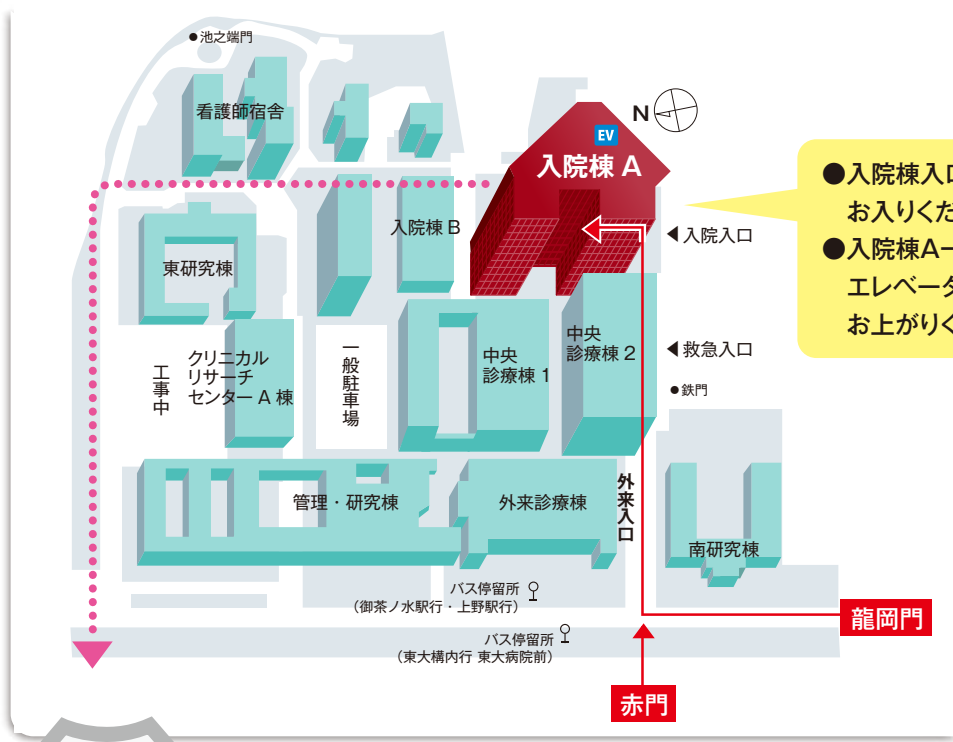 ●池之端門
看護師宿舎
N
EV
入院棟 A
入院棟 B
◀入院入口
●入院棟入口
お入りくだ
●入院棟A一
エレベータ
お上がりく
東研究棟
工事中
クリニカル
リサーチ
センター A 棟
一般駐車場
中央
診療棟 1
中央
診療棟 2
◀救急入口
●鉄門
管理・研究棟
外来診療棟
外来入口
南研究棟
バス停留所
（御茶ノ水駅行・上野駅行）
龍岡門
バス停留所
（東大構内行 東大病院前）
赤門